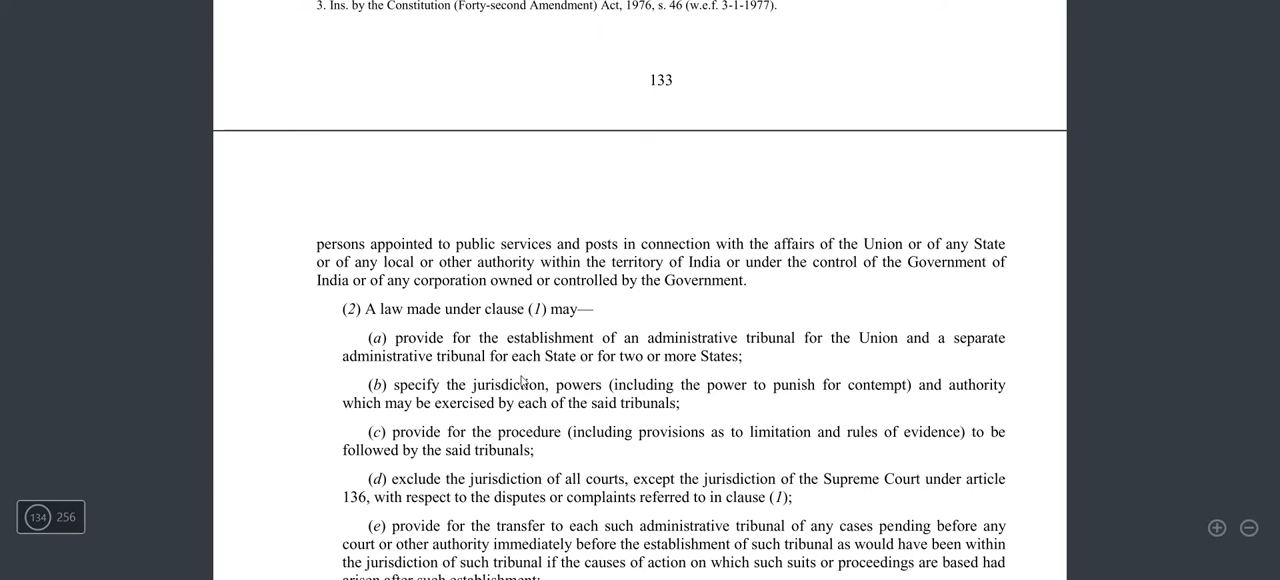 3. Ins. by the Constitution (Forty-second Amendment) Act, 1976, s. 46 (w.e.f. 3-1-1977).
133
persons appointed to public services and posts in connection with the affairs of the Union or of any State
or of any local or other authority within the territory of India or under the control of the Government of
India or of any corporation owned or controlled by the Government.
(2) A law made under clause (1) may—
(a) provide for the establishment of an administrative tribunal for the Union and a separate
administrative tribunal for each State or for two or more States;
(b) specify the jurisdiction, powers (including the power to punish for contempt) and authority
which may be exercised by each of the said tribunals;
(c) provide for the procedure (including provisions as to limitation and rules of evidence) to be
followed by the said tribunals;
(d) exclude the jurisdiction of all courts, except the jurisdiction of the Supreme Court under article
136, with respect to the disputes or complaints referred to in clause (1);
(e) provide for the transfer to each such administrative tribunal of any cases pending before any
court or other authority immediately before the establishment of such tribunal as would have been within
the jurisdiction of such tribunal if the causes of action on which such suits or proceedings are based had
arisen after such establishment;
134 256